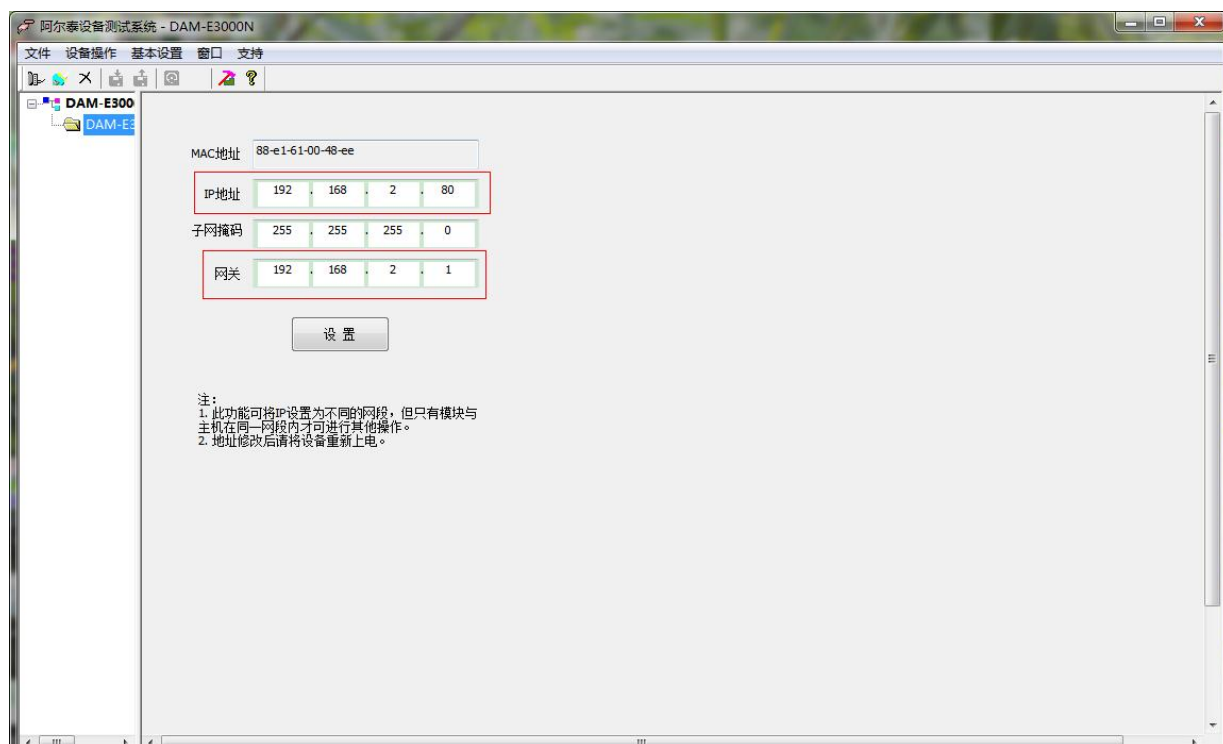 阿尔泰设备测试系统 - DAM-E3000N
文件 设备操作 基本设置 窗口 支持
DAM-E300
DAM-E3
MAC地址 88-e1-61-00-48-ee
IP地址 192 . 168 . 2 . 80
子网掩码 255 . 255 . 255 . 0
网关 192 . 168 . 2 . 1
设 置
注：
1. 此功能可将IP设置为不同的网段，但只有模块与
主机在同一网段内才可进行其他操作。
2. 地址修改后请将设备重新上电。